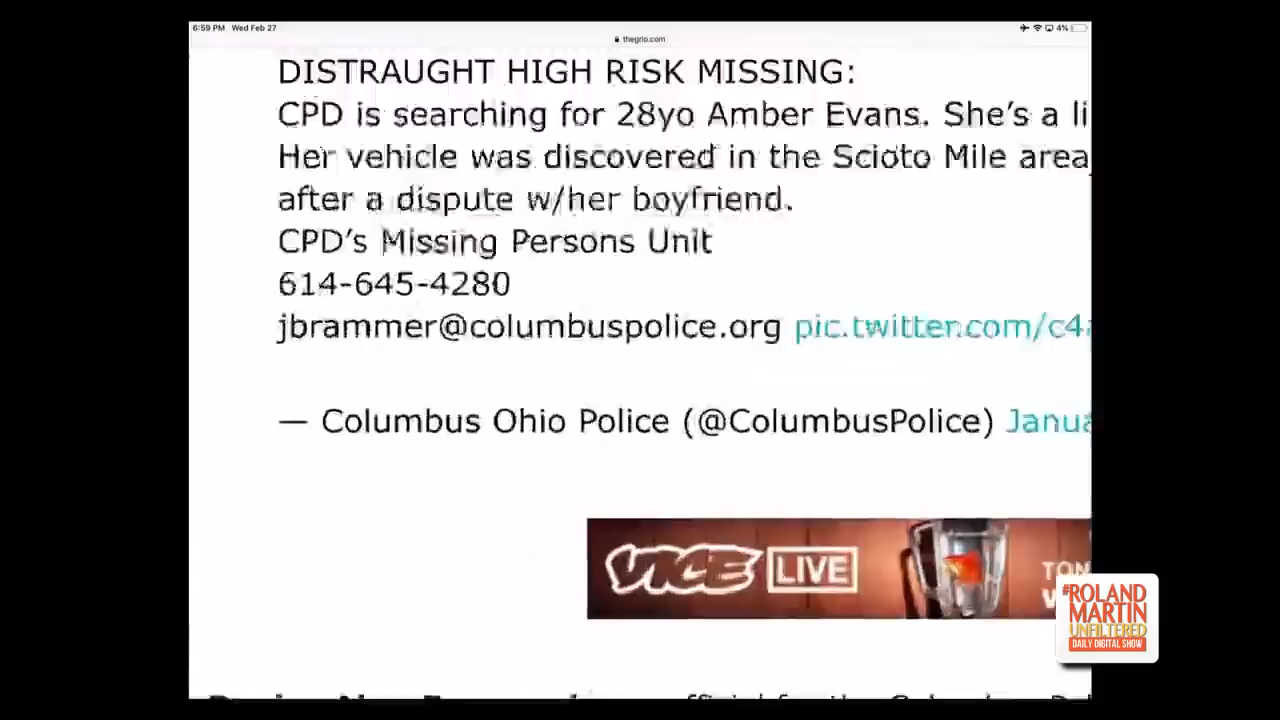 6:59 PM Wed Feb 27
4%
thegrio.com
DISTRAUGHT HIGH RISK MISSING:
CPD is searching for 28yo Amber Evans. She's a li
Her vehicle was discovered in the Scioto Mile area,
after a dispute w/her boyfriend.
CPD's Missing Persons Unit
614-645-4280
jbrammer@columbuspolice.org pic.twitter.com/c4
— Columbus Ohio Police (@ColumbusPolice) Janua
VICE LIVE
TON
#ROLAND
MARTIN
UNFILTERED
DAILY DIGITAL SHOW